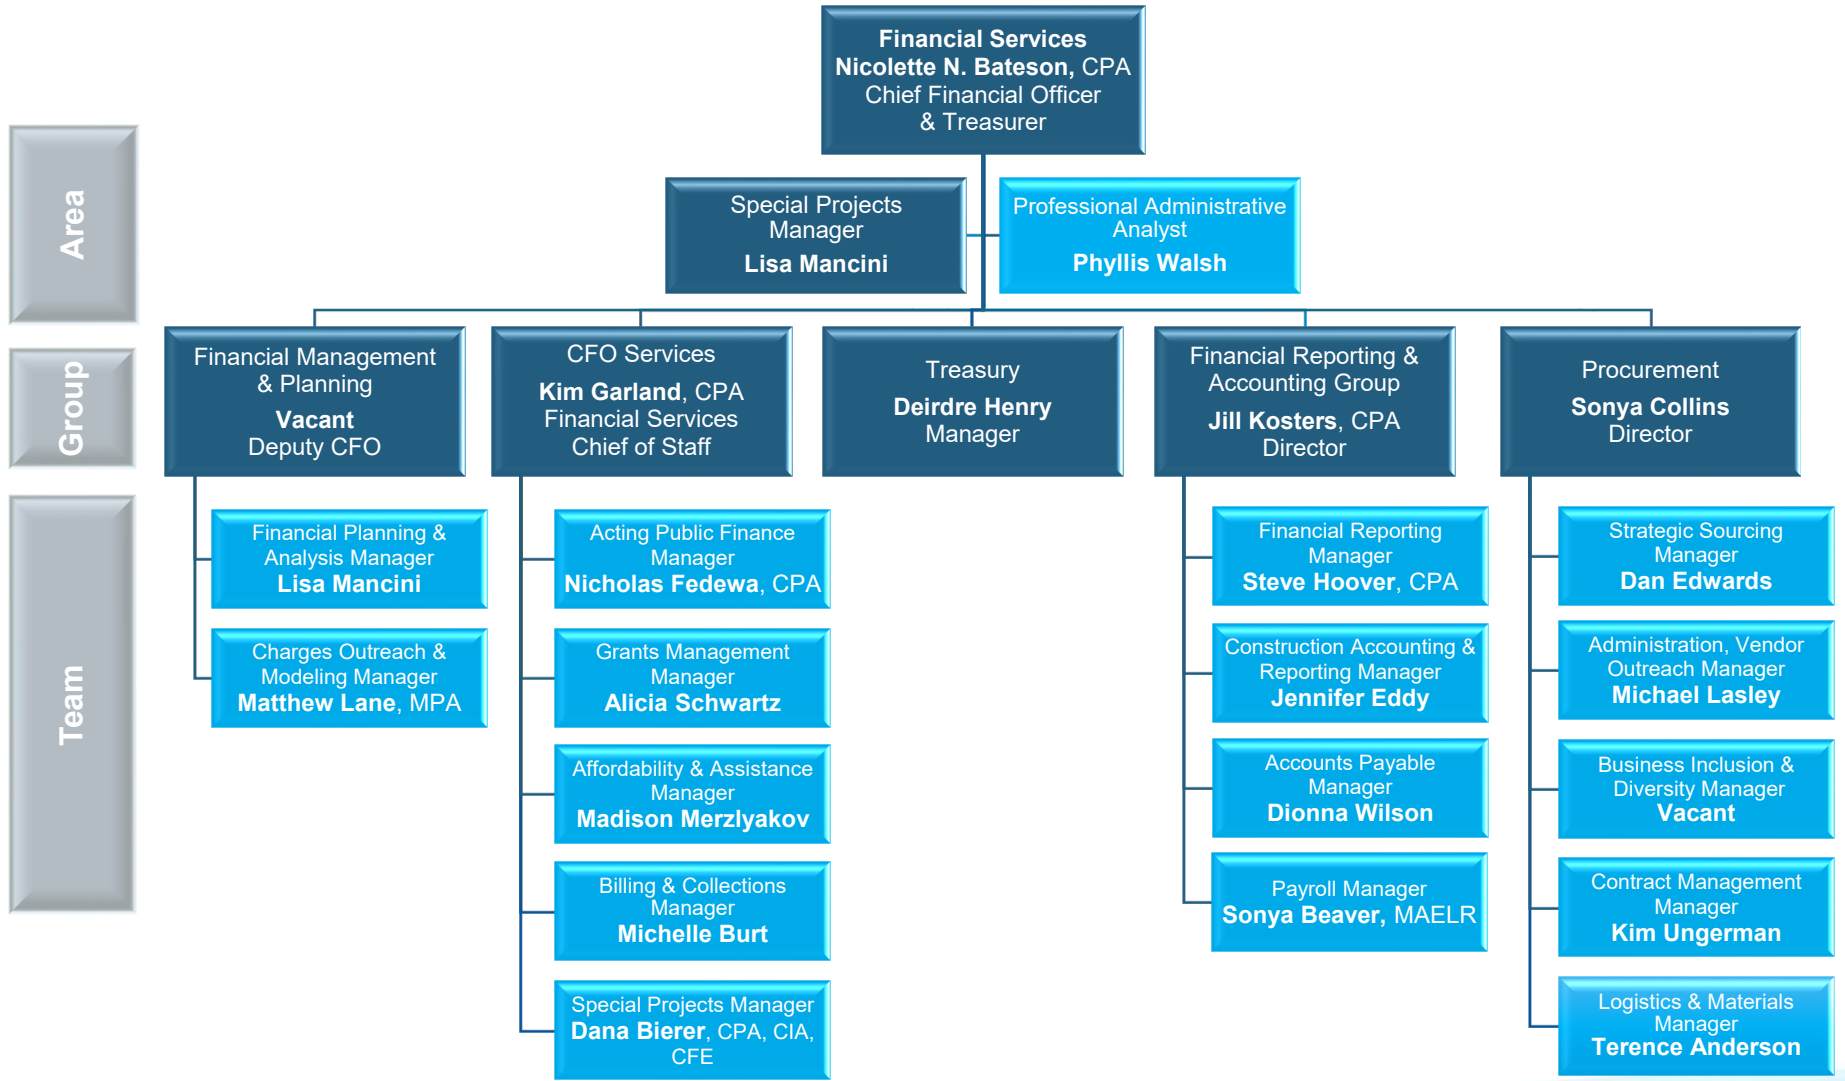 Financial Services
Nicolette N. Bateson, CPA
Chief Financial Officer
& Treasurer
Area
Special Projects
Manager
Lisa Mancini
Professional Administrative
Analyst
Phyllis Walsh
Group
Financial Management
& Planning
Vacant
Deputy CFO
CFO Services
Kim Garland, CPA
Financial Services
Chief of Staff
Treasury
Deirdre Henry
Manager
Financial Reporting &
Accounting Group
Jill Kosters, CPA
Director
Procurement
Sonya Collins
Director
Team
Financial Planning &
Analysis Manager
Lisa Mancini
Charges Outreach &
Modeling Manager
Matthew Lane, MPA
Acting Public Finance
Manager
Nicholas Fedewa, CPA
Grants Management
Manager
Alicia Schwartz
Affordability & Assistance
Manager
Madison Merzlyakov
Billing & Collections
Manager
Michelle Burt
Special Projects Manager
Dana Bierer, CPA, CIA,
CFE
Financial Reporting
Manager
Steve Hoover, CPA
Construction Accounting &
Reporting Manager
Jennifer Eddy
Accounts Payable
Manager
Dionna Wilson
Payroll Manager
Sonya Beaver, MAELR
Strategic Sourcing
Manager
Dan Edwards
Administration, Vendor
Outreach Manager
Michael Lasley
Business Inclusion &
Diversity Manager
Vacant
Contract Management
Manager
Kim Ungerman
Logistics & Materials
Manager
Terence Anderson